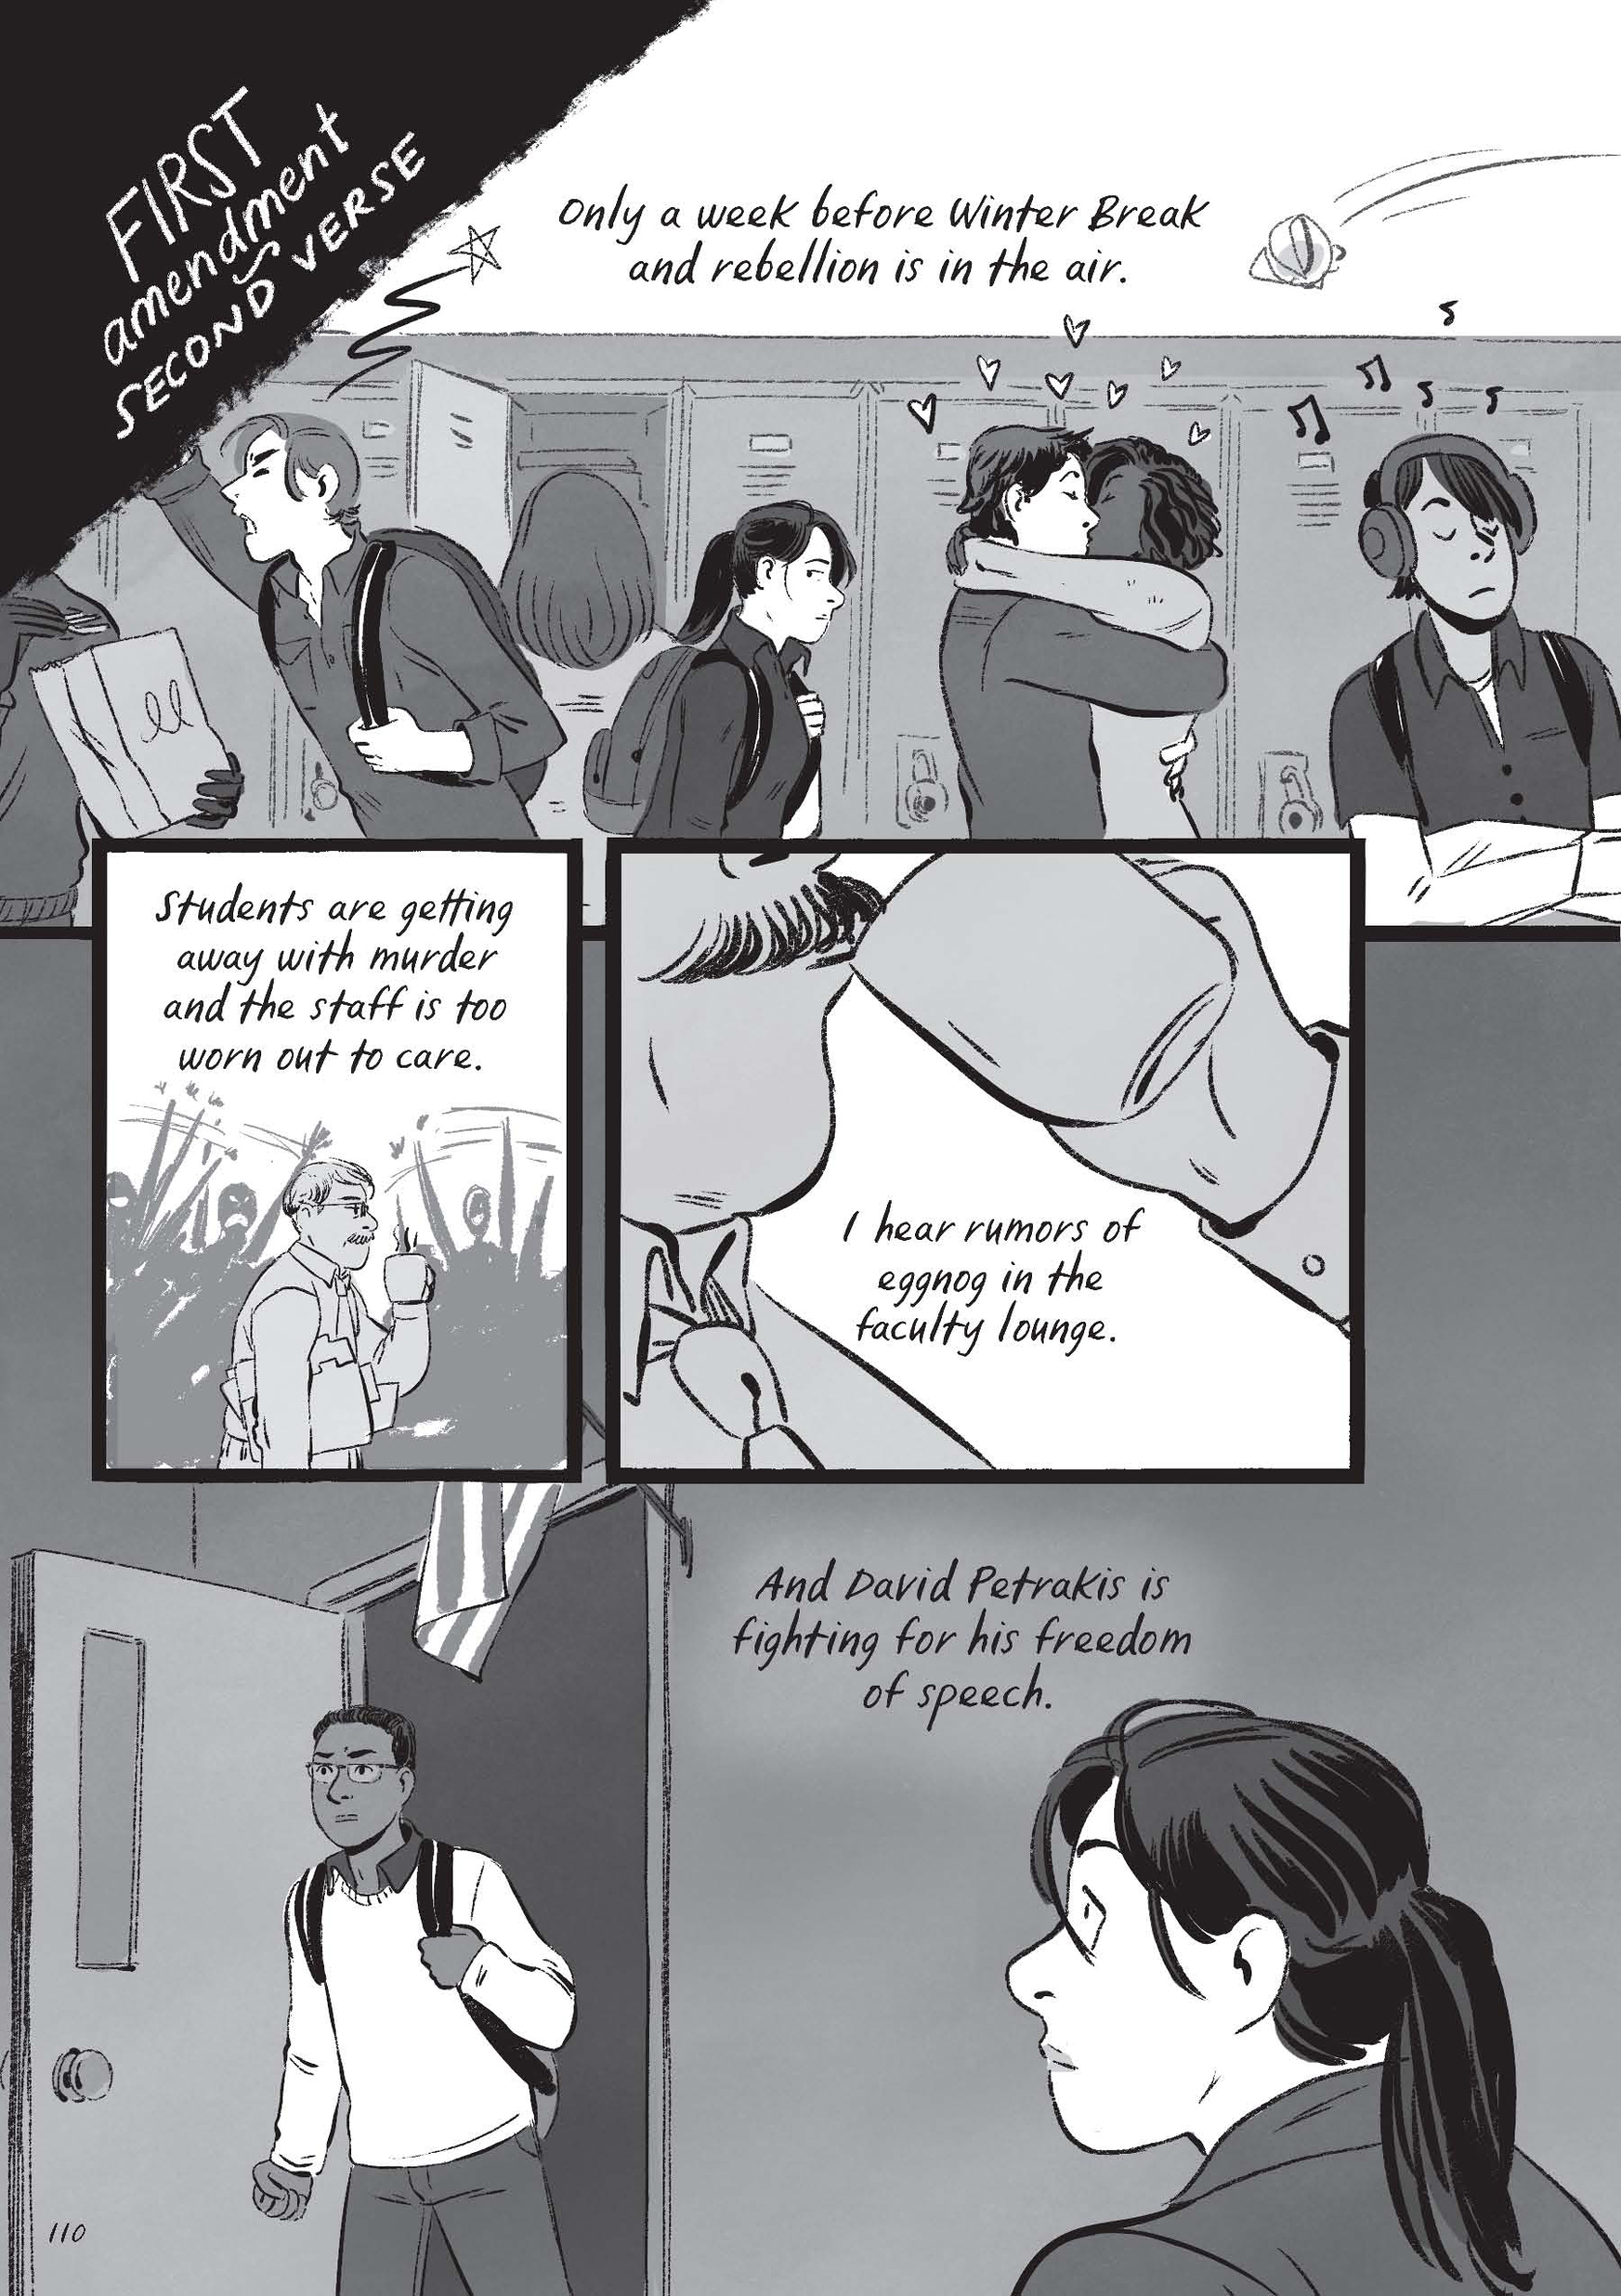 FIRST
amendment
SECOND VERSE
Only a week before Winter Break
and rebellion is in the air.
Students are getting
away with murder
and the staff is too
worn out to care.
I hear rumors of
eggnog in the
faculty lounge.
And David Petrakis is
fighting for his freedom
of speech.
110